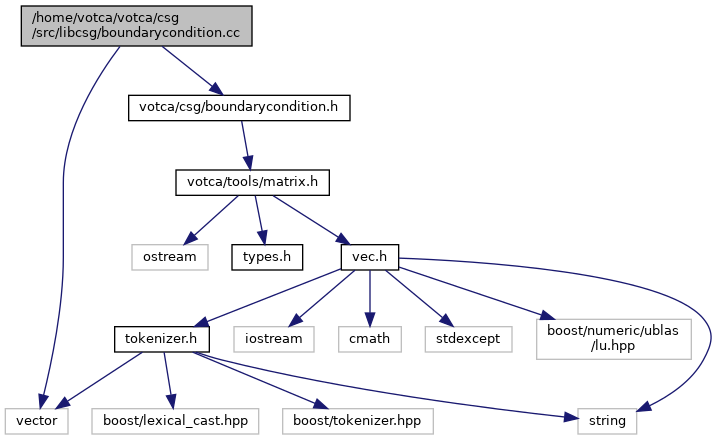 /home/votca/votca/csg
/src/libcsg/boundarycondition.cc
votca/csg/boundarycondition.h
votca/tools/matrix.h
ostream
types.h
vec.h
tokenizer.h
iostream
cmath
stdexcept
boost/numeric/ublas
/lu.hpp
vector
boost/lexical_cast.hpp
boost/tokenizer.hpp
string